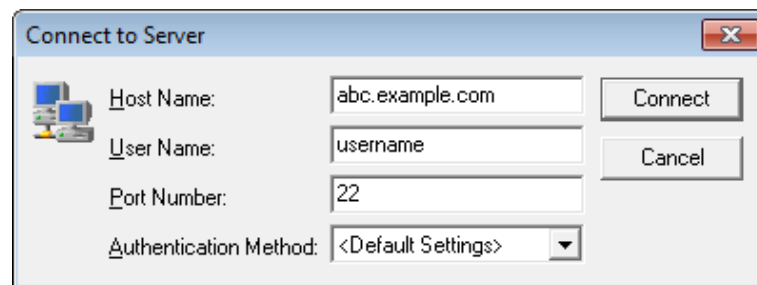 Connect to Server
Host Name: abc.example.com Connect
User Name: username Cancel
Port Number: 22
Authentication Method: <Default Settings>